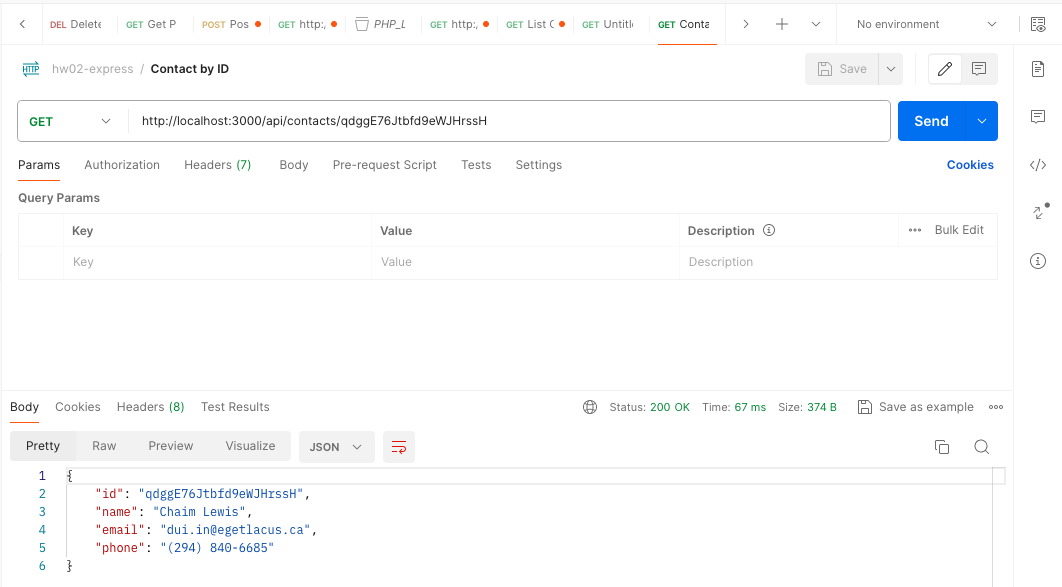 DEL Delete GET Get P POST Pos GET http:, PHP_L GET http:, GET List C GET Untitl GET Conta No environment
HTTP hw02-express / Contact by ID Save
GET http://localhost:3000/api/contacts/qdggE76Jtbfd9eWJHrssH Send
Params Authorization Headers (7) Body Pre-request Script Tests Settings Cookies
Query Params
Key Value Description Bulk Edit
Key Value Description
Body Cookies Headers (8) Test Results Status: 200 OK Time: 67 ms Size: 374 B Save as example
Pretty Raw Preview Visualize JSON
1 {
2 "id": "qdggE76Jtbfd9eWJHrssH",
3 "name": "Chaim Lewis",
4 "email": "dui.in@egetlacus.ca",
5 "phone": "(294) 840-6685"
6 }